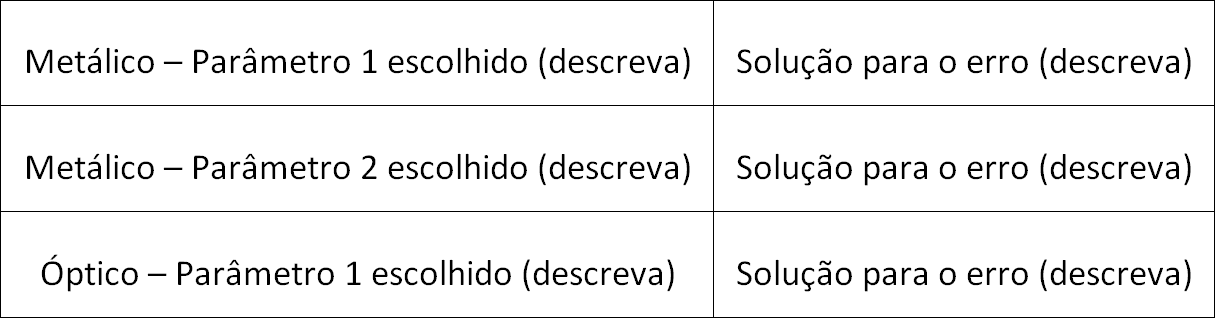 Metálico – Parâmetro 1 escolhido (descreva) Solução para o erro (descreva)
Metálico – Parâmetro 2 escolhido (descreva) Solução para o erro (descreva)
Óptico – Parâmetro 1 escolhido (descreva) Solução para o erro (descreva)